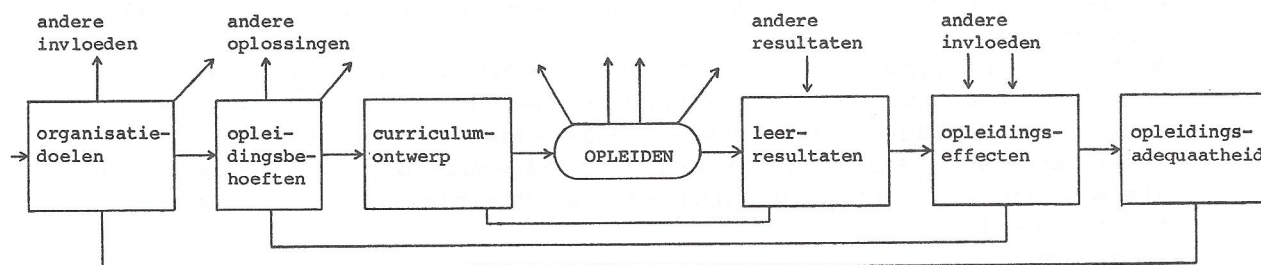 andere
invloeden
andere
oplossingen
andere
resultaten
andere
invloeden
organisatie-
doelen
oplei-
dingsbe-
hoeften
curriculum-
ontwerp
OPLEIDEN
leer-
resultaten
opleidings-
effecten
opleidings-
adequaatheid